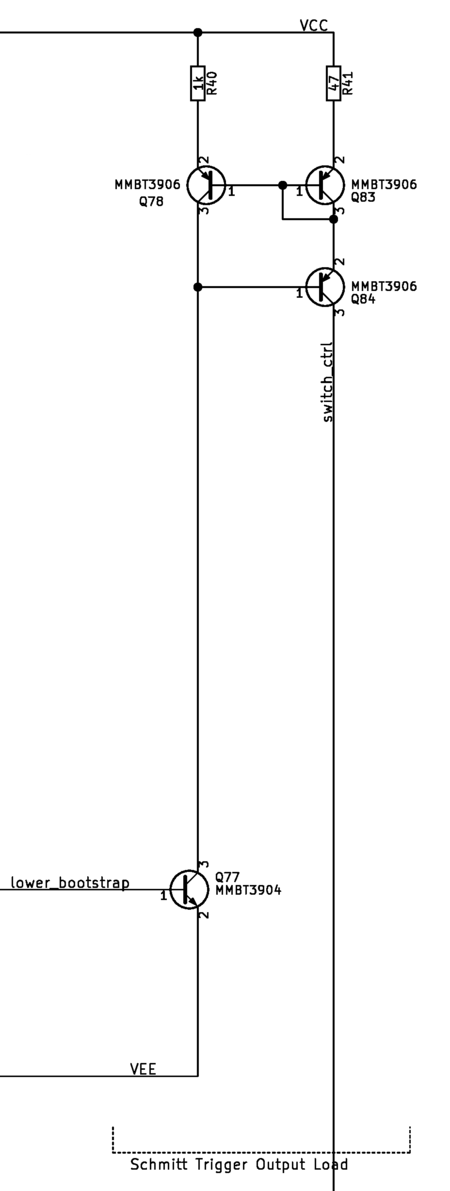 VCC
1k
R40
47
R41
2
2
MMBT3906
Q78
1
1
MMBT3906
Q83
3
3
2
1
MMBT3906
Q84
3
switch_ctrl
3
Q77
MMBT3904
lower_bootstrap
1
2
VEE
Schmitt Trigger Output Load